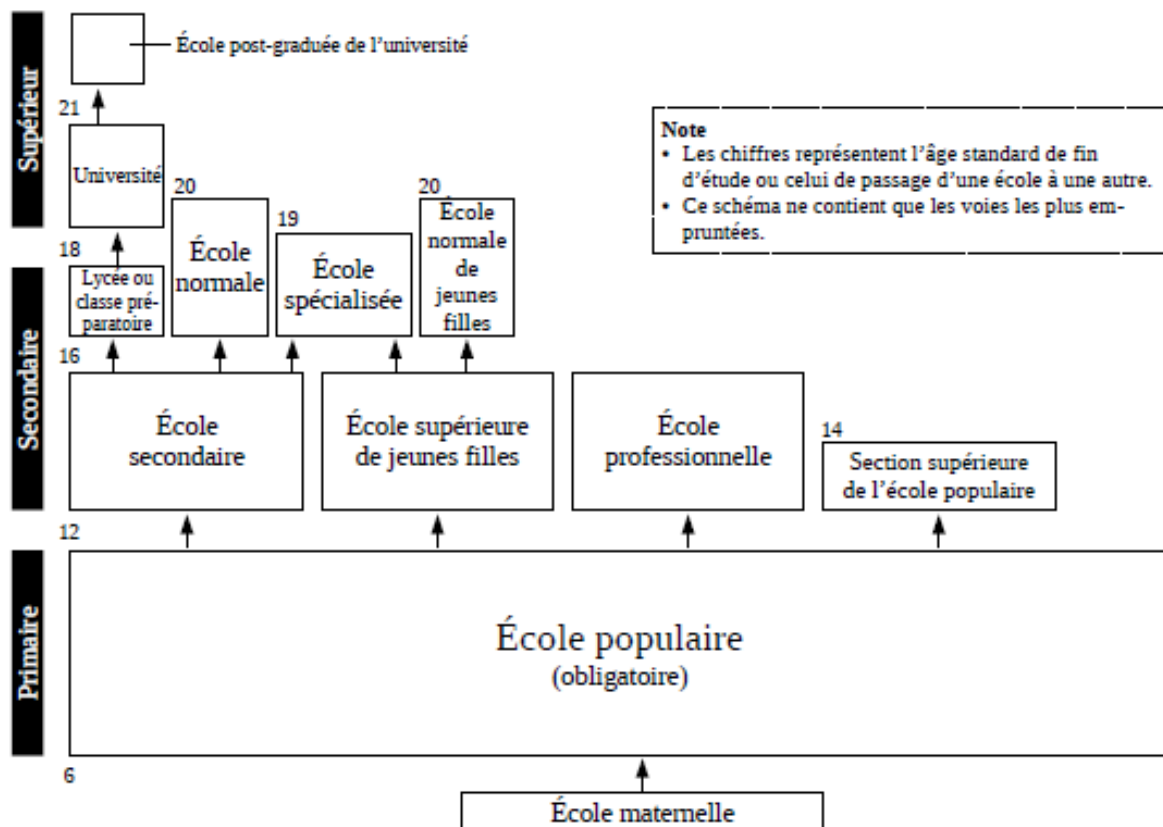 École post-graduée de l'université
Supérieur
21
Université
Note
• Les chiffres représentent l'âge standard de fin
d'étude ou celui de passage d'une école à une autre.
• Ce schéma ne contient que les voies les plus em-
pruntées.
20
École
normale
19
École
spécialisée
20
École
normale
de
jeunes
filles
18
Lycée ou
classe pré-
paratoire
Secondaire
16
École
secondaire
École supérieure
de jeunes filles
École
professionnelle
14
Section supérieure
de l'école populaire
12
Primaire
École populaire
(obligatoire)
6
École maternelle